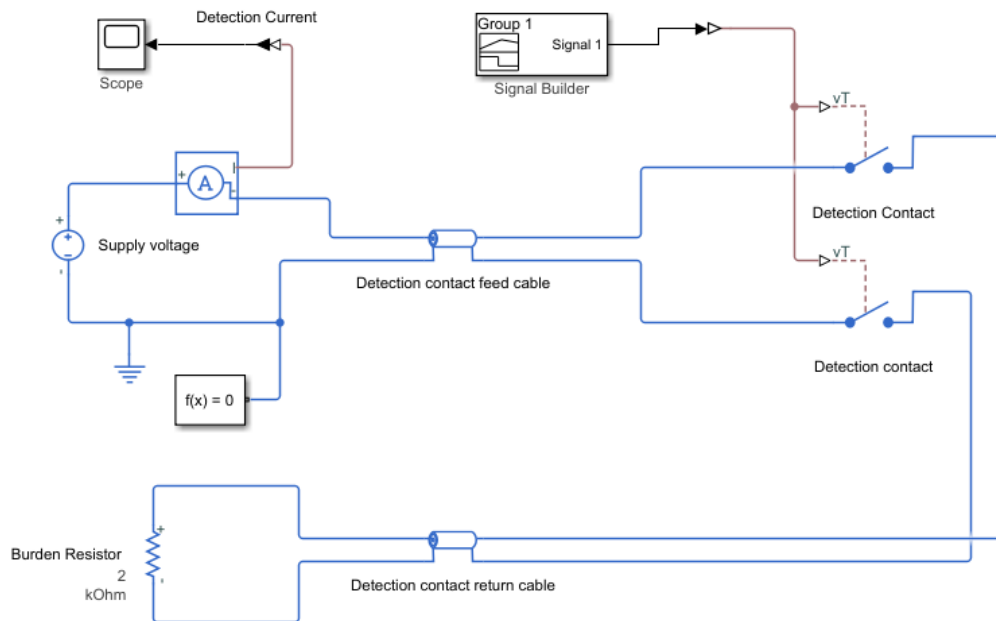 Detection Current
Scope
Group 1
Signal 1
Signal Builder
vT
Detection Contact
+
A
I
-
+
+
-
-
Supply voltage
Detection contact feed cable
vT
Detection contact
f(x) = 0
+
Burden Resistor
2
kOhm
-
Detection contact return cable